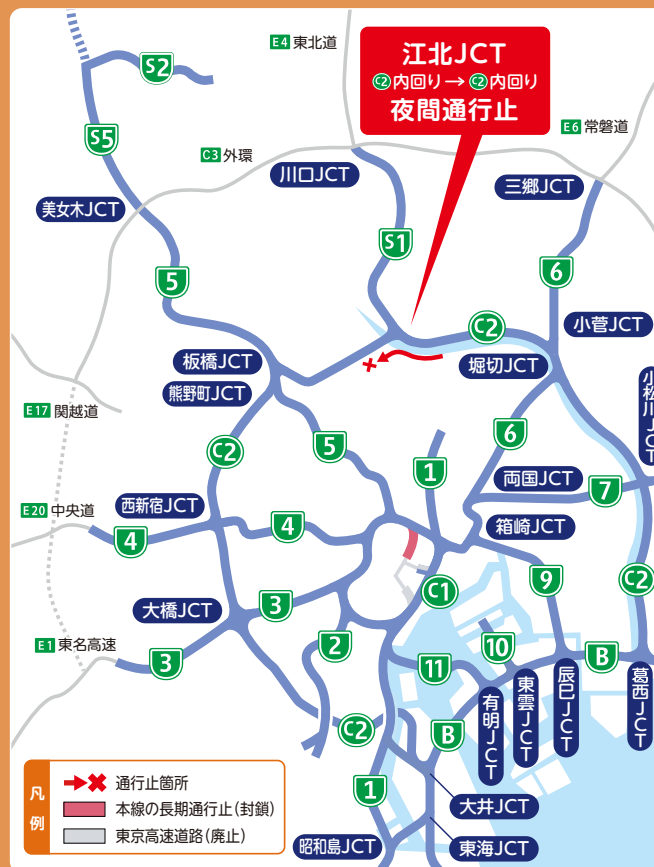 E4 東北道
江北JCT
C2内回り→C2内回り
夜間通行止
S2
E6 常磐道
S5
C3 外環
川口JCT
三郷JCT
美女木JCT
S1
5
6
C2
小菅JCT
板橋JCT
堀切JCT
熊野町JCT
小松川JCT
E17 関越道
5
6
C2
1
両国JCT
7
西新宿JCT
E20 中央道
4
4
箱崎JCT
9
C2
C1
大橋JCT
3
E1 東名高速
3
2
10
11
B
C2
B
有明JCT
東雲JCT
辰巳JCT
葛西JCT
凡例
通行止箇所
本線の長期通行止(封鎖)
東京高速道路(廃止)
1
大井JCT
昭和島JCT
東海JCT